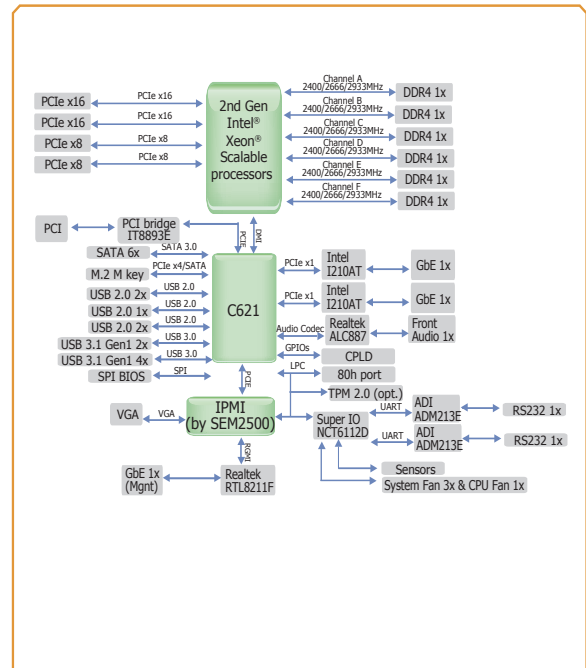 PCIe x16
PCIe x16
PCIe x16
PCIe x16
PCIe x8
PCIe x8
PCIe x8
PCIe x8
2nd Gen
Intel®
Xeon®
Scalable
processors
Channel A
2400/2666/2933MHz
DDR4 1x
Channel B
2400/2666/2933MHz
DDR4 1x
Channel C
2400/2666/2933MHz
DDR4 1x
Channel D
2400/2666/2933MHz
DDR4 1x
Channel E
2400/2666/2933MHz
DDR4 1x
Channel F
2400/2666/2933MHz
DDR4 1x
PCI
PCI bridge
IT8893E
PCIE
DMI
SATA 6x
SATA 3.0
M.2 M key
PCIe x4/SATA
USB 2.0 2x
USB 2.0
USB 2.0 1x
USB 2.0
USB 2.0 2x
USB 2.0
USB 3.1 Gen1 2x
USB 3.0
USB 3.1 Gen1 4x
USB 3.0
SPI BIOS
SPI
C621
PCIe x1
Intel
I210AT
GbE 1x
PCIe x1
Intel
I210AT
GbE 1x
Audio Codec
Realtek
ALC887
Front
Audio 1x
GPIOs
CPLD
LPC
80h port
TPM 2.0 (opt.)
PCIE
VGA
VGA
IPMI
(by SEM2500)
Super IO
NCT6112D
UART
ADI
ADM213E
RS232 1x
UART
ADI
ADM213E
RS232 1x
RGMI
GbE 1x
(Mgnt)
Realtek
RTL8211F
Sensors
System Fan 3x & CPU Fan 1x